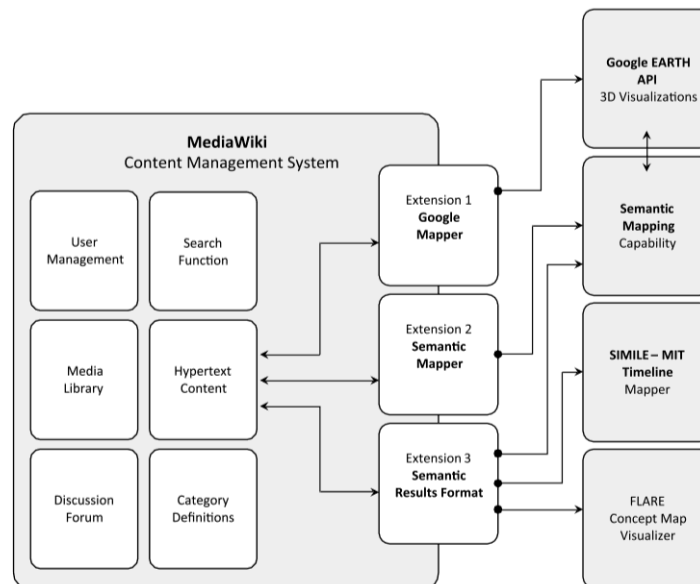 MediaWiki
Content Management System
User
Management
Search
Function
Media
Library
Hypertext
Content
Discussion
Forum
Category
Definitions
Extension 1
Google
Mapper
Extension 2
Semantic
Mapper
Extension 3
Semantic
Results Format
Google EARTH
API
3D Visualizations
Semantic
Mapping
Capability
SIMILE – MIT
Timeline
Mapper
FLARE
Concept Map
Visualizer